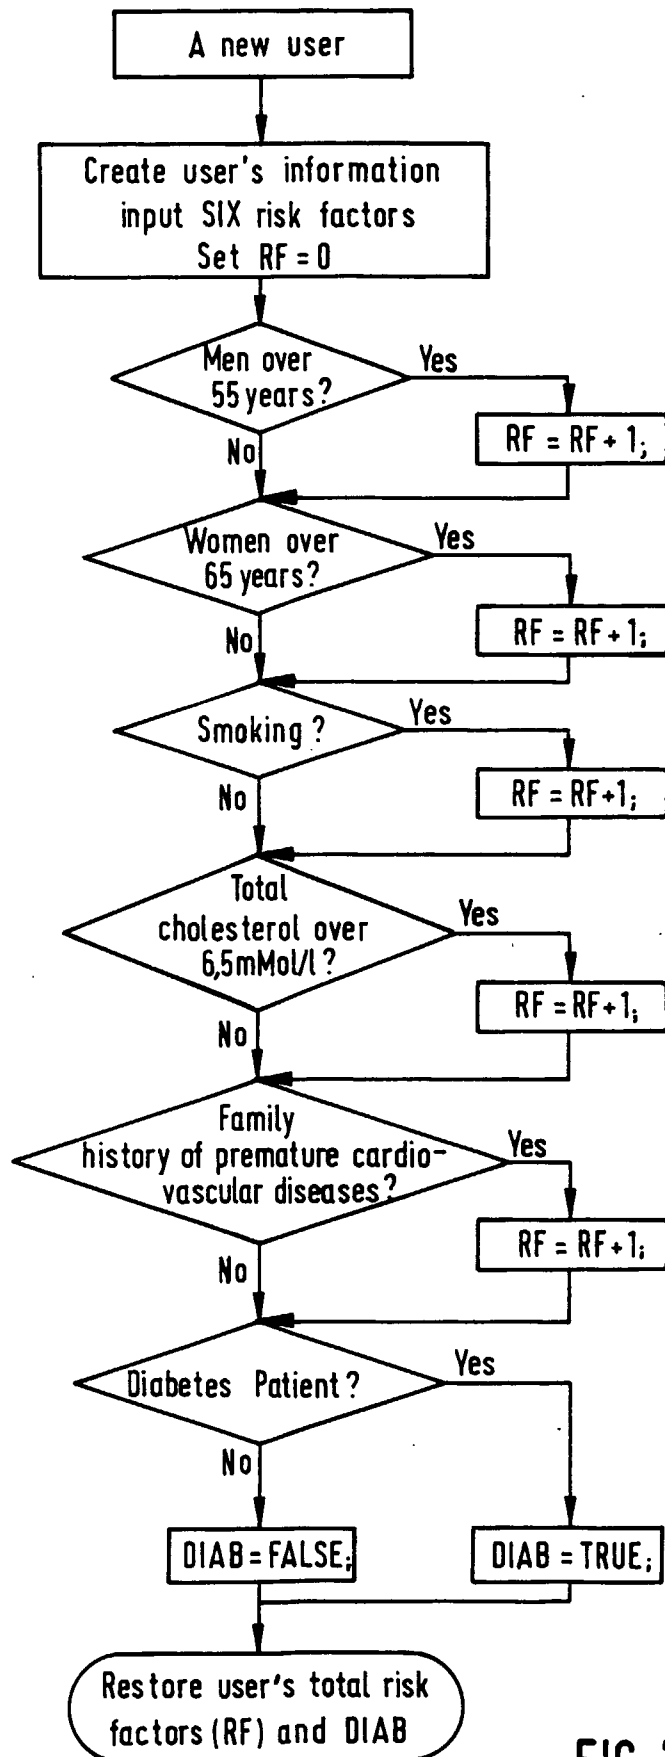 A new user
Create user's information
input SIX risk factors
Set RF = 0
Men over
55 years?
Yes
RF = RF + 1;
No
Women over
65 years?
Yes
RF = RF + 1;
No
Smoking ?
Yes
RF = RF+1;
No
Total
cholesterol over
6,5mMol/l ?
Yes
RF = RF+1;
No
Family
history of premature cardio-
vascular diseases?
Yes
RF = RF+1;
No
Diabetes Patient ?
Yes
No
DIAB=FALSE;
DIAB = TRUE;
Restore user's total risk
factors (RF) and DIAB
FIG